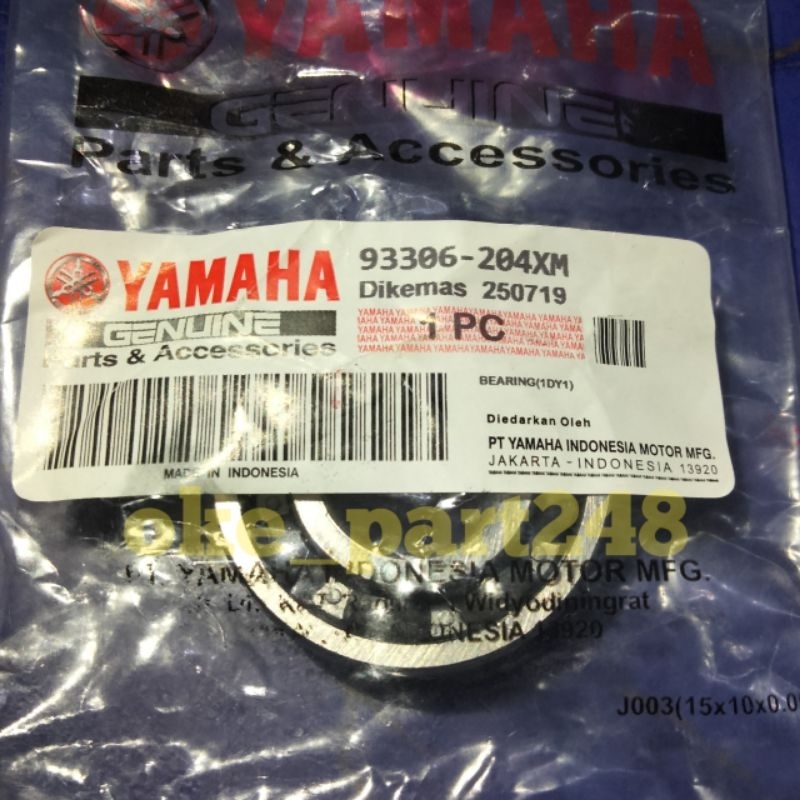 YAMAHA
GENUINE
Parts & Accessories
YAMAHA
GENUINE
Parts & Accessories
93306-204XM
Dikemas 250719
1 PC
BEARING(1DY1)
Diedarkan Oleh
PT YAMAHA INDONESIA MOTOR MFG.
JAKARTA - INDONESIA 13920
MADE IN INDONESIA
oke_part248
PT. YAMAHA INDONESIA MOTOR MFG.
Widyodiningrat
INDONESIA 13920
J003(15x10x0.0